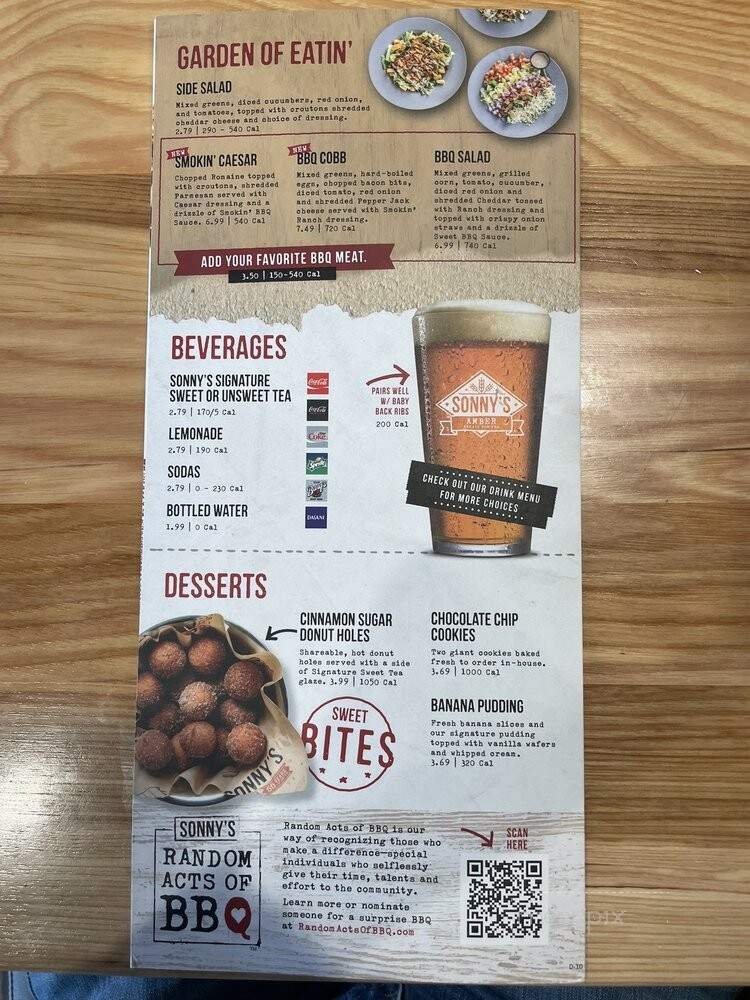 GARDEN OF EATIN'
SIDE SALAD
Mixed greens, diced cucumbers, red onion,
and tomatoes, topped with croutons shredded
cheddar cheese and choice of dressing.
2.79 | 290 - 540 Cal
NEW
SMOKIN' CAESAR
Chopped Romaine topped
with croutons, shredded
Parmesan served with
Caesar dressing and a
drizzle of Smokin' BBQ
Sauce. 6.99 | 540 Cal
NEW
BBQ COBB
Mixed greens, hard-boiled
eggs, chopped bacon bits,
diced tomato, red onion
and shredded Pepper Jack
cheese served with Smokin'
Ranch dressing.
7.49 | 720 Cal
BBQ SALAD
Mixed greens, grilled
corn, tomato, cucumber,
diced red onion and
shredded Cheddar tossed
with Ranch dressing and
topped with crispy onion
straws and a drizzle of
Sweet BBQ Sauce.
6.99 | 740 Cal
ADD YOUR FAVORITE BBQ MEAT.
3.50 | 150-540 Cal
BEVERAGES
SONNY'S SIGNATURE
SWEET OR UNSWEET TEA
2.79 | 170/5 Cal
LEMONADE
2.79 | 190 Cal
SODAS
2.79 | 0 - 230 Cal
BOTTLED WATER
1.99 | 0 Cal
Coca-Cola
Coca-Cola
Coke
Sprite
DASANI
PAIRS WELL
W/ BABY
BACK RIBS
200 Cal
SONNY'S
AMBER
CHECK OUT OUR DRINK MENU
FOR MORE CHOICES
DESSERTS
CINNAMON SUGAR
DONUT HOLES
Shareable, hot donut
holes served with a side
of Signature Sweet Tea
glaze. 3.99 | 1050 Cal
SWEET
BITES
SONNY'S
CHOCOLATE CHIP
COOKIES
Two giant cookies baked
fresh to order in-house.
3.69 | 1000 Cal
BANANA PUDDING
Fresh banana slices and
our signature pudding
topped with vanilla wafers
and whipped cream.
3.69 | 320 Cal
SONNY'S
RANDOM
ACTS OF
BBQ
TM
Random Acts of BBQ is our
way of recognizing those who
make a difference—special
individuals who selflessly
give their time, talents and
effort to the community.
Learn more or nominate
someone for a surprise BBQ
at RandomActsOfBBQ.com
SCAN
HERE
D-10